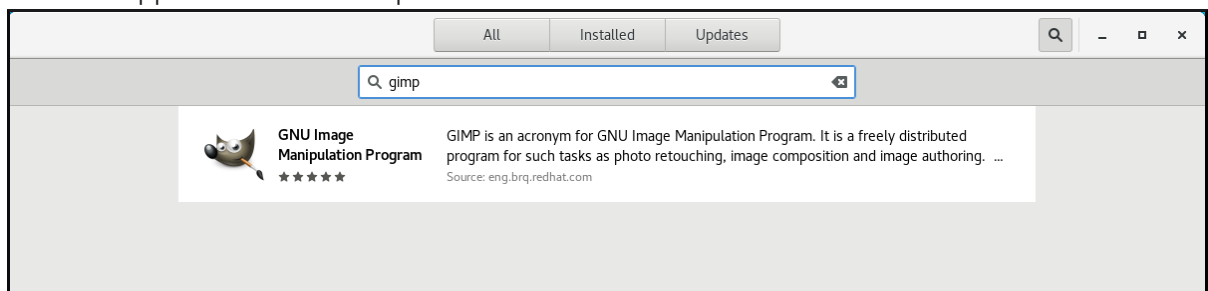 All Installed Updates
gimp
GNU Image
Manipulation Program
GIMP is an acronym for GNU Image Manipulation Program. It is a freely distributed
program for such tasks as photo retouching, image composition and image authoring. ...
Source: eng.brq.redhat.com